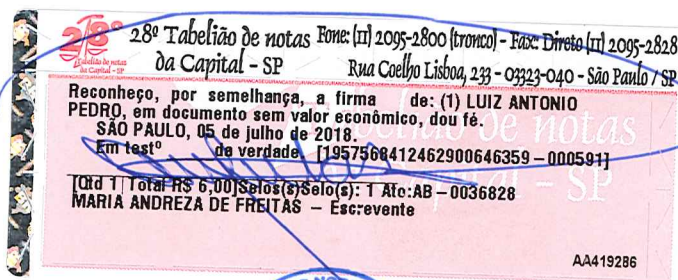 28º Tabelião de notas Fone: (11) 2095-2800 (tronco) - Fax: Direto (11) 2095-2828
da Capital - SP Rua Coelho Lisboa, 233 - 03323-040 - São Paulo / SP
28º
Tabelião de notas
da Capital - SP
Reconheço, por semelhança, a firma de: (1) LUIZ ANTONIO
PEDRO, em documento sem valor econômico, dou fé.
SÃO PAULO, 05 de julho de 2018.
Em testº da verdade. [1957568412462900646359-000591]
[Qtd 1|Total R$ 6,00]Selos(s)Selo(s): 1 Ato:AB-0036828
MARIA ANDREZA DE FREITAS - Escrevente
AA419286